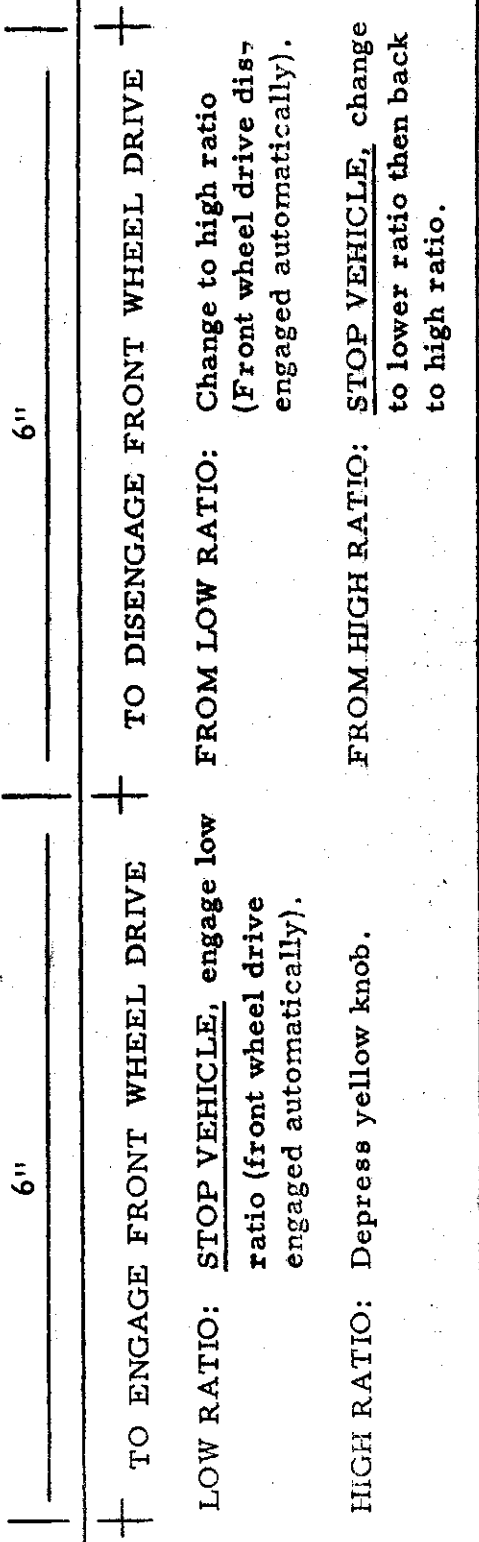 6"
6"
TO ENGAGE FRONT WHEEL DRIVE
LOW RATIO: STOP VEHICLE, engage low
ratio (front wheel drive
engaged automatically).
HIGH RATIO: Depress yellow knob.
TO DISENGAGE FRONT WHEEL DRIVE
FROM LOW RATIO: Change to high ratio
(Front wheel drive dis-
engaged automatically).
FROM HIGH RATIO: STOP VEHICLE, change
to lower ratio then back
to high ratio.